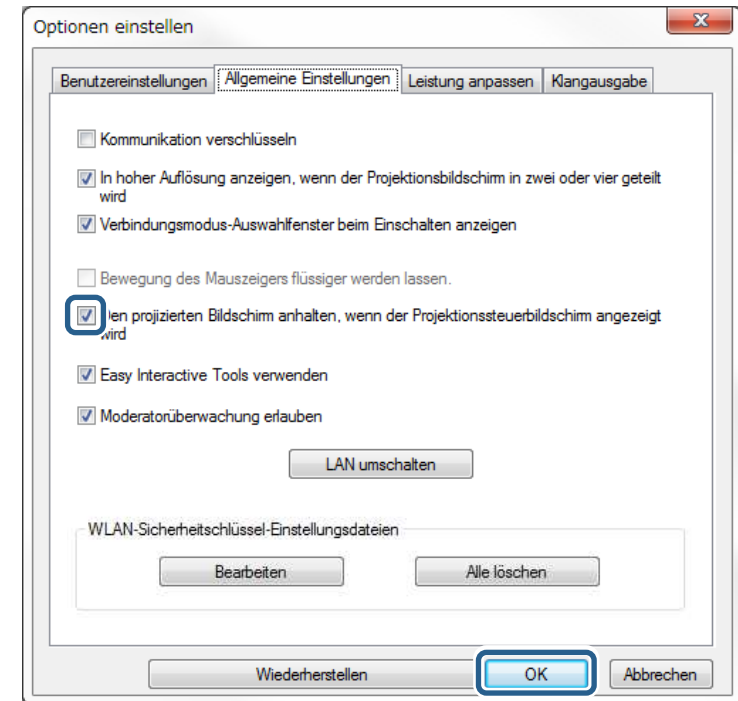 Optionen einstellen
Benutzereinstellungen Allgemeine Einstellungen Leistung anpassen Klangausgabe
Kommunikation verschlüsseln
In hoher Auflösung anzeigen, wenn der Projektionsbildschirm in zwei oder vier geteilt
wird
Verbindungsmodus-Auswahlfenster beim Einschalten anzeigen
Bewegung des Mauszeigers flüssiger werden lassen.
Den projizierten Bildschirm anhalten, wenn der Projektionssteuerbildschirm angezeigt
wird
Easy Interactive Tools verwenden
Moderatorüberwachung erlauben
LAN umschalten
WLAN-Sicherheitschlüssel-Einstellungsdateien
Bearbeiten Alle löschen
Wiederherstellen OK Abbrechen